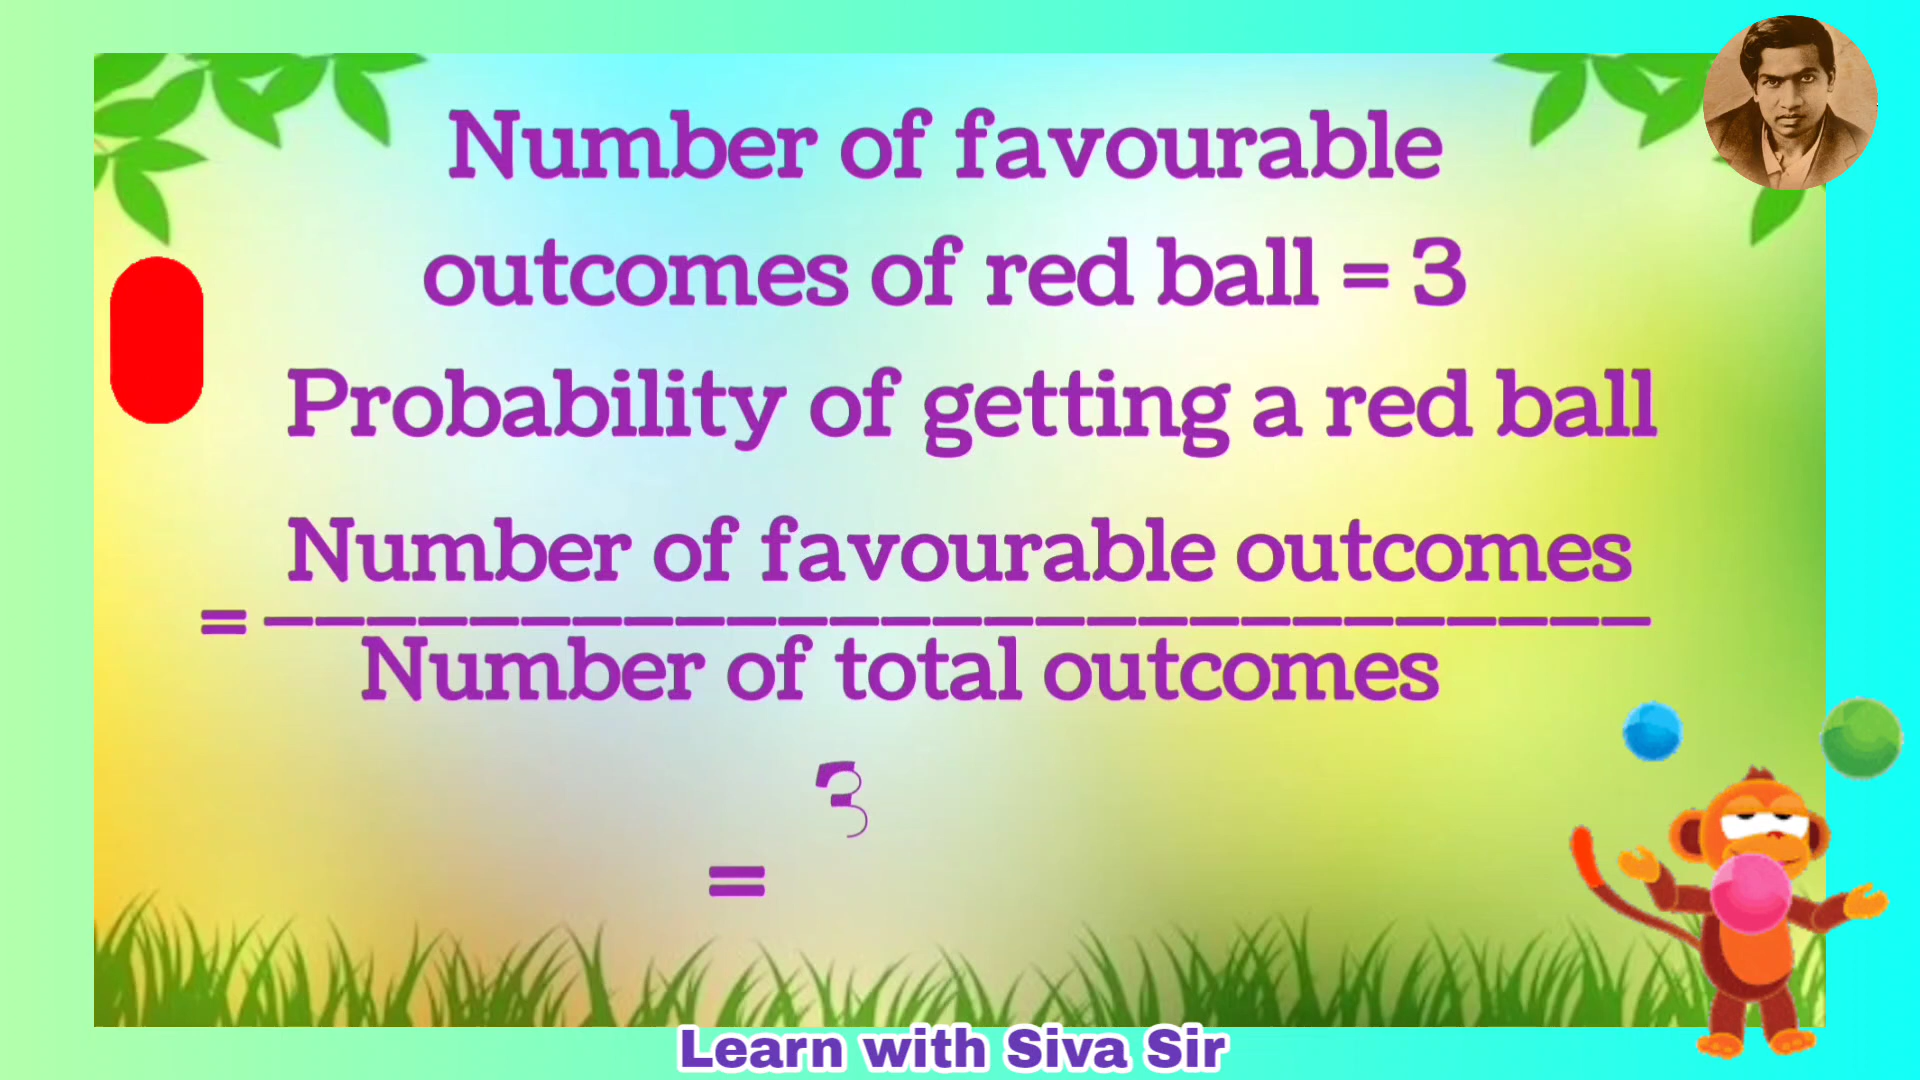 Number of favourable
outcomes of red ball = 3
Probability of getting a red ball
Number of favourable outcomes
= ___________________________
Number of total outcomes
3
=
Learn with Siva Sir